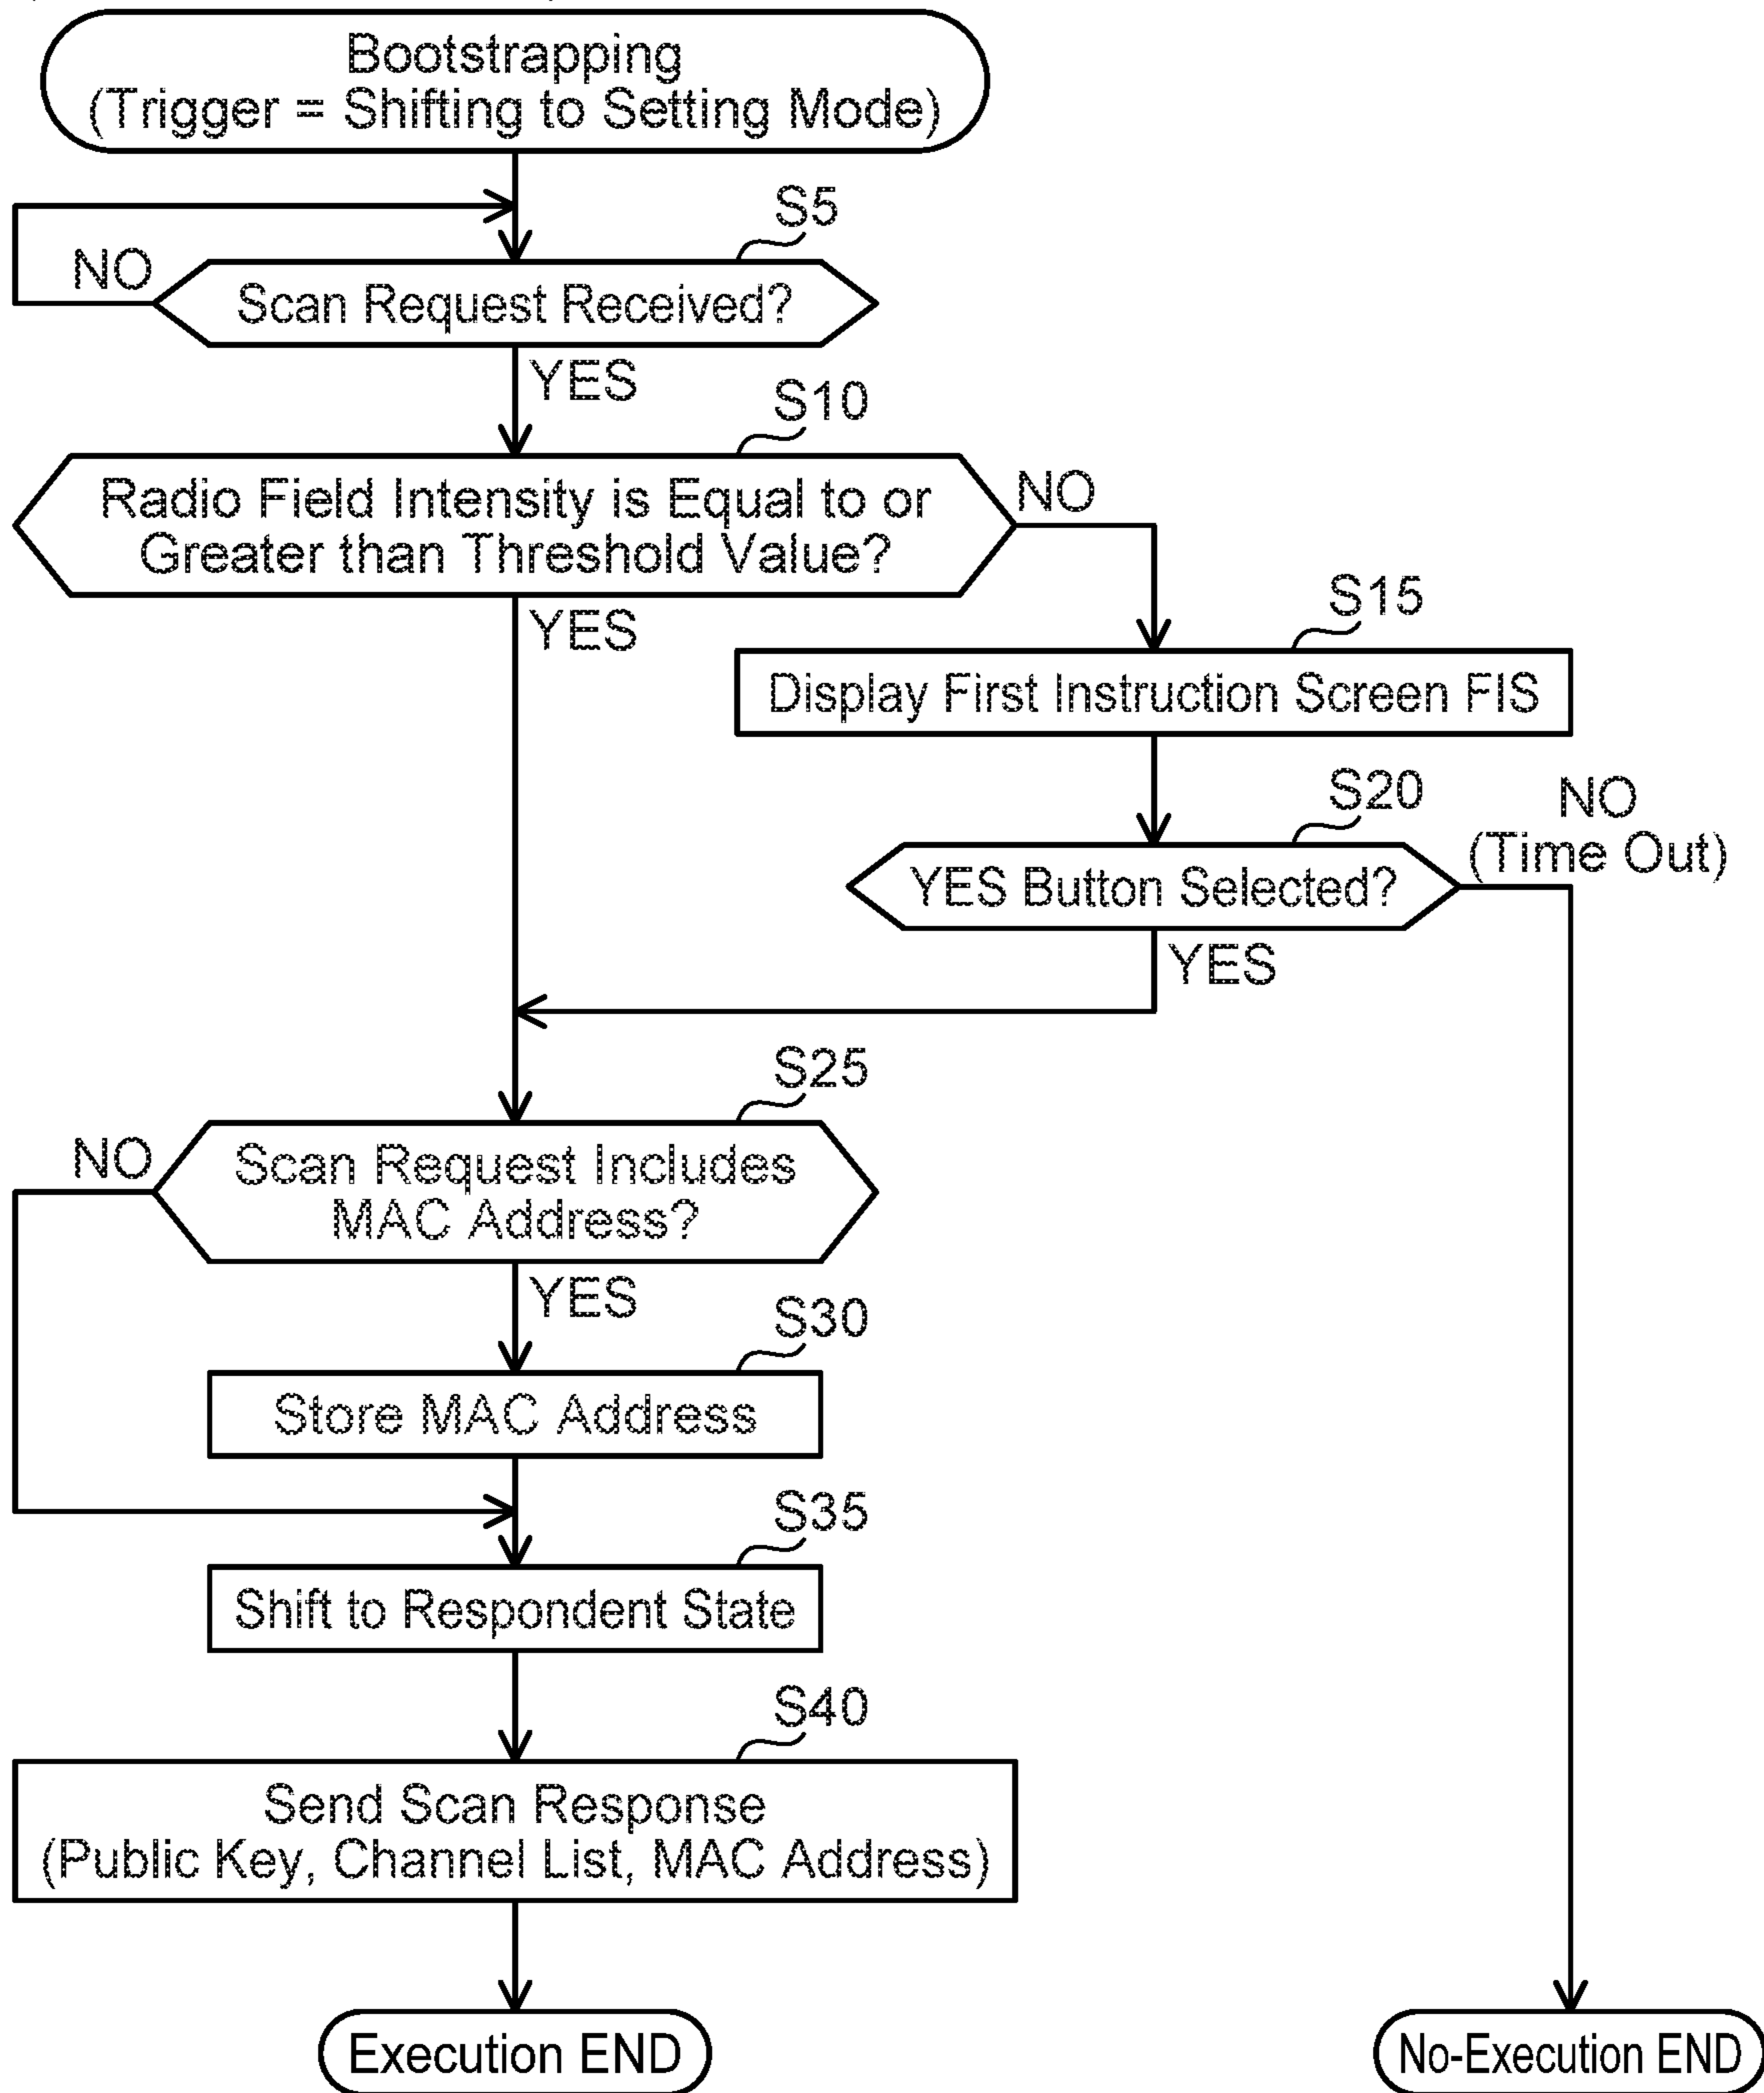 Bootstrapping
(Trigger = Shifting to Setting Mode)
S5
NO
Scan Request Received?
YES
S10
Radio Field Intensity is Equal to or
Greater than Threshold Value?
NO
YES
S15
Display First Instruction Screen FIS
S20
NO
(Time Out)
YES Button Selected?
YES
S25
NO
Scan Request Includes
MAC Address?
YES
S30
Store MAC Address
S35
Shift to Respondent State
S40
Send Scan Response
(Public Key, Channel List, MAC Address)
Execution END
No-Execution END